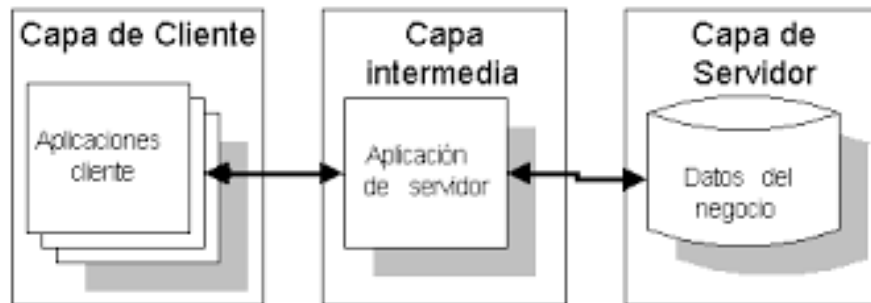 Capa de Cliente
Aplicaciones
cliente
Capa
intermedia
Aplicación
de servidor
Capa de
Servidor
Datos del
negocio